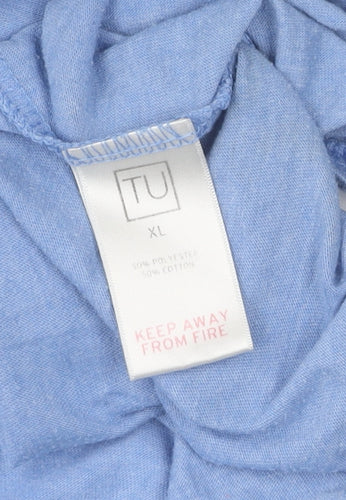 TU
XL
50% POLYESTER
50% COTTON
KEEP AWAY
FROM FIRE